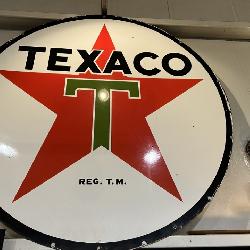 TEXACO
T
REG. T.M.